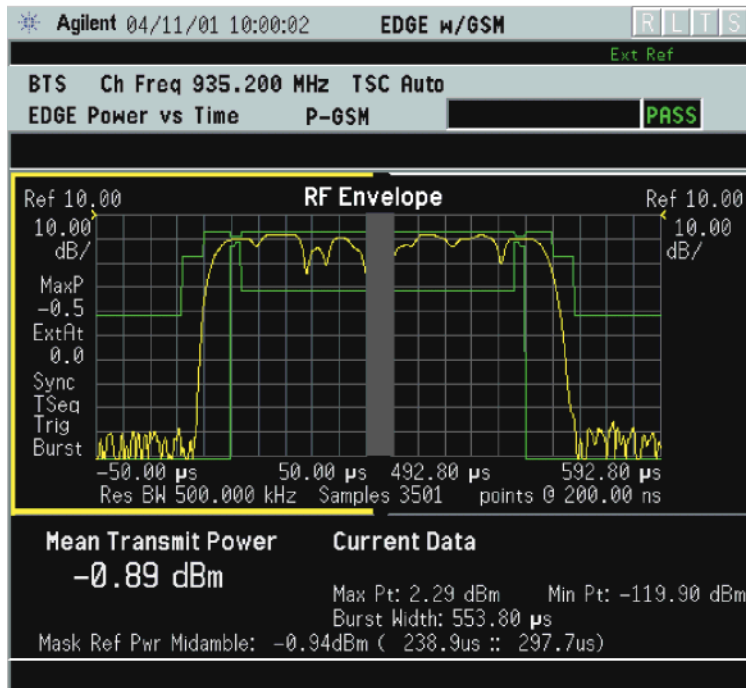 Agilent 04/11/01 10:00:02 EDGE w/GSM R L T S
Ext Ref
BTS Ch Freq 935.200 MHz TSC Auto
EDGE Power vs Time P-GSM PASS
Ref 10.00 RF Envelope Ref 10.00
10.00 10.00
dB/ dB/
MaxP
-0.5
ExtAt
0.0
Sync
TSeq
Trig
Burst
-50.00 µs 50.00 µs 492.80 µs 592.80 µs
Res BW 500.000 kHz Samples 3501 points @ 200.00 ns
Mean Transmit Power Current Data
-0.89 dBm
Max Pt: 2.29 dBm Min Pt: -119.90 dBm
Burst Width: 553.80 µs
Mask Ref Pwr Midamble: -0.94dBm ( 238.9us :: 297.7us)